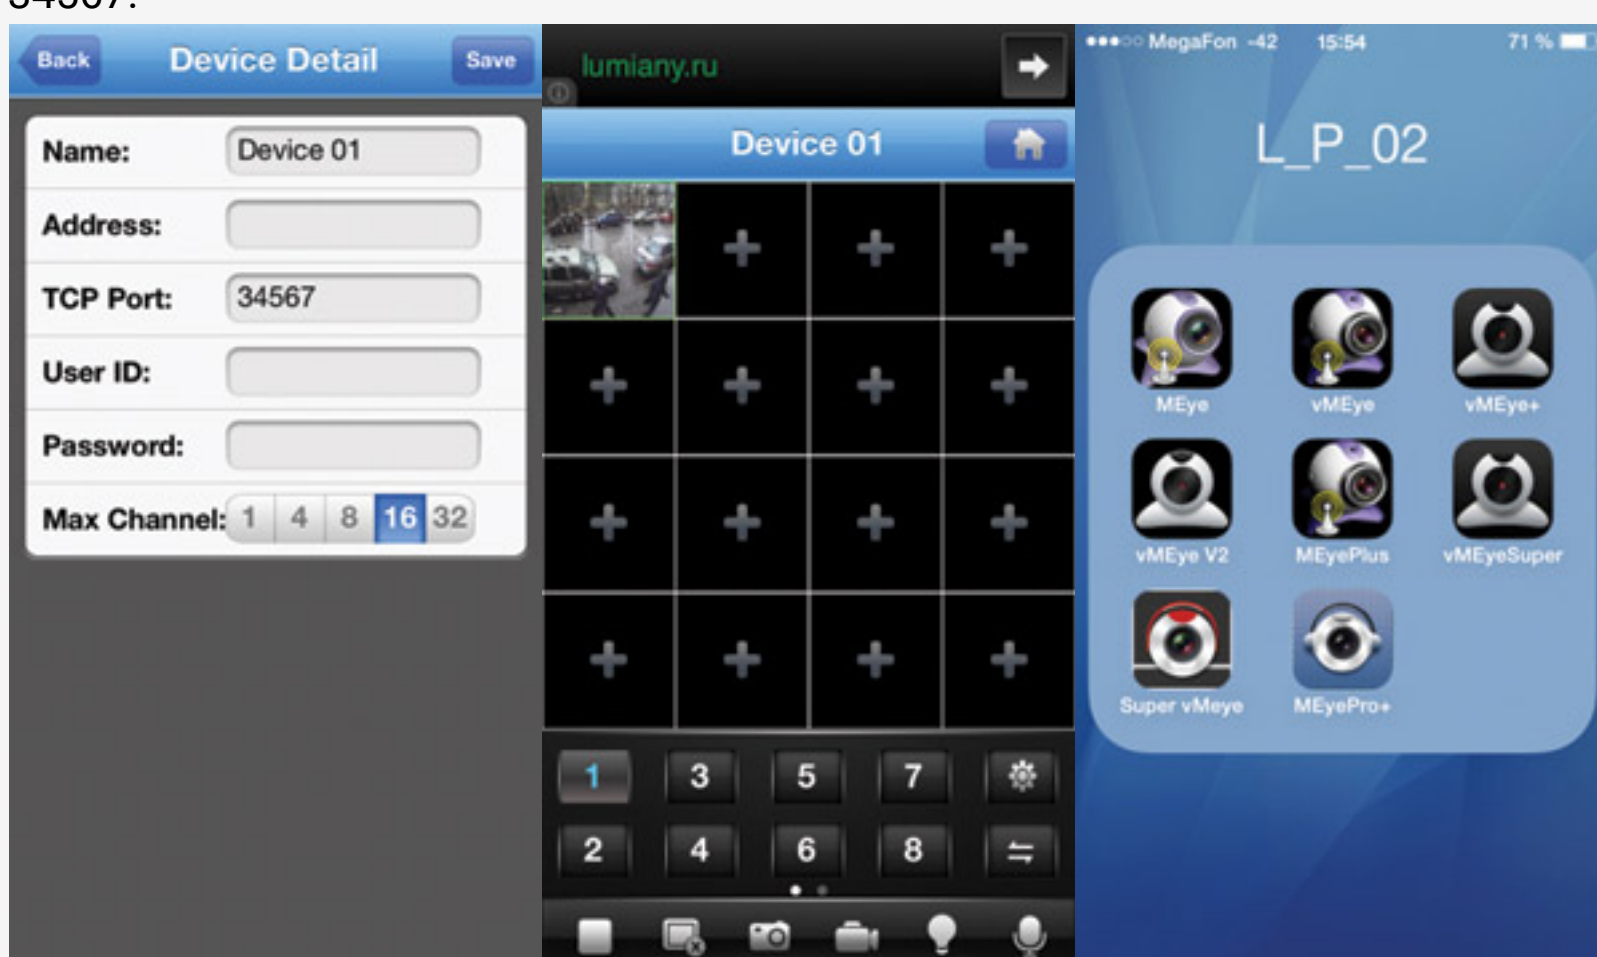 34567.
Back Device Detail Save
Name: Device 01
Address:
TCP Port: 34567
User ID:
Password:
Max Channel: 1 4 8 16 32
lumiany.ru
Device 01
1 3 5 7
2 4 6 8
MegaFon -42 15:54 71 %
L_P_02
MEye vMEye vMEye+
vMEye V2 MEyePlus vMEyeSuper
Super vMeye MEyePro+